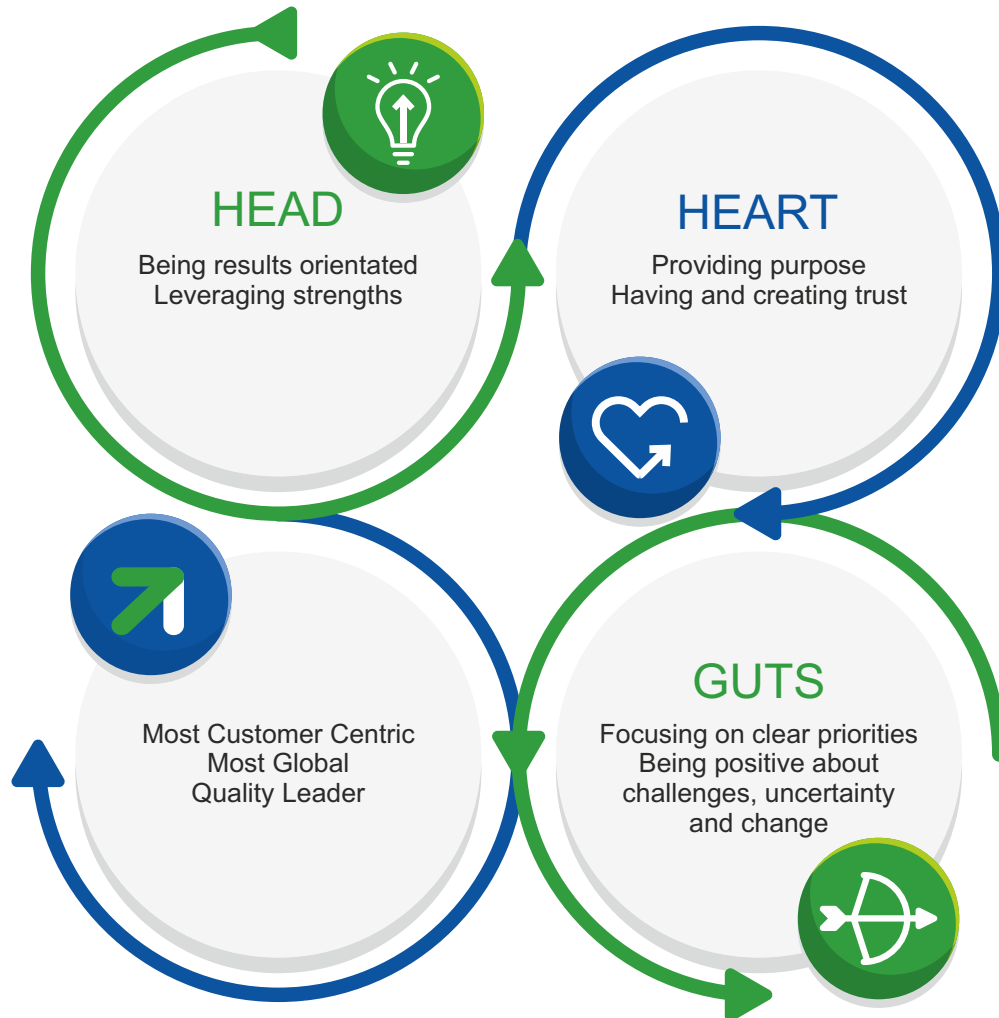 HEAD
Being results orientated
Leveraging strengths
HEART
Providing purpose
Having and creating trust
Most Customer Centric
Most Global
Quality Leader
GUTS
Focusing on clear priorities
Being positive about
challenges, uncertainty
and change